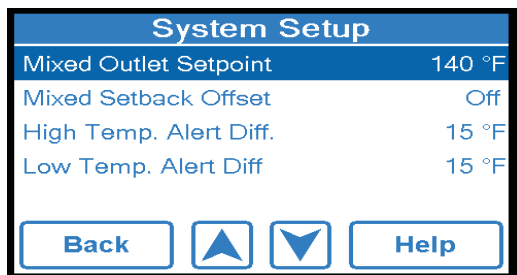 System Setup
Mixed Outlet Setpoint 140 °F
Mixed Setback Offset Off
High Temp. Alert Diff. 15 °F
Low Temp. Alert Diff 15 °F
Back Help